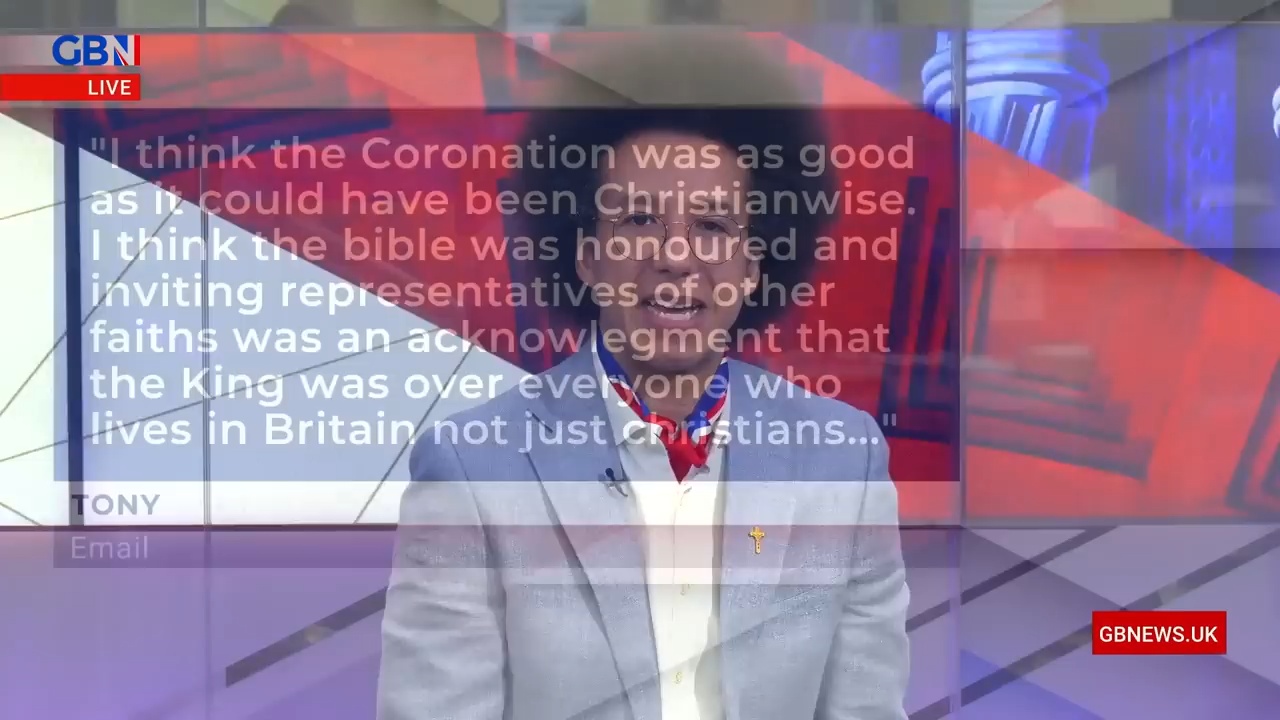 GBN
LIVE
"I think the Coronation was as good
as it could have been Christianwise.
I think the bible was honoured and
inviting representatives of other
faiths was an acknowlegment that
the King was over everyone who
lives in Britain not just christians..."
TONY
Email
GBNEWS.UK